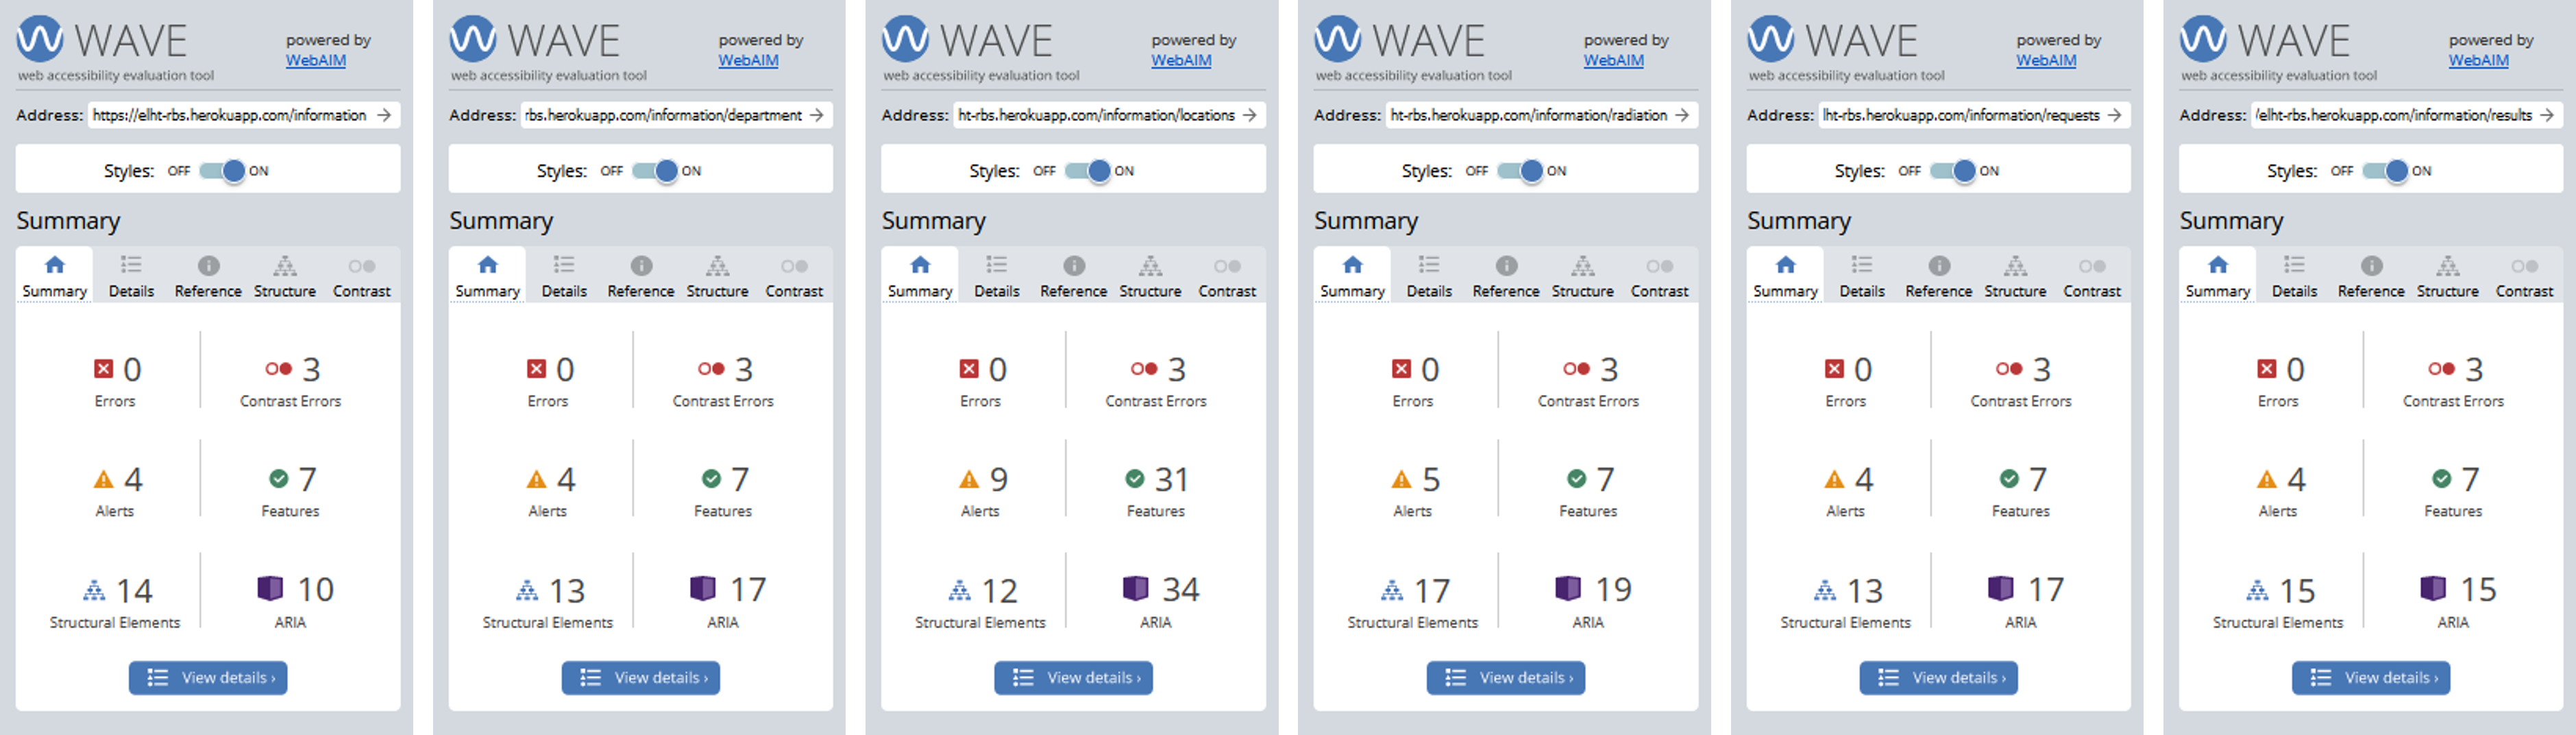 WAVE
powered by
WebAIM
web accessibility evaluation tool
Address: https://elht-rbs.herokuapp.com/information
Styles: OFF ON
Summary
Summary Details Reference Structure Contrast
0 3
Errors Contrast Errors
4 7
Alerts Features
14 10
Structural Elements ARIA
View details ›
WAVE
powered by
WebAIM
web accessibility evaluation tool
Address: rbs.herokuapp.com/information/department
Styles: OFF ON
Summary
Summary Details Reference Structure Contrast
0 3
Errors Contrast Errors
4 7
Alerts Features
13 17
Structural Elements ARIA
View details ›
WAVE
powered by
WebAIM
web accessibility evaluation tool
Address: ht-rbs.herokuapp.com/information/locations
Styles: OFF ON
Summary
Summary Details Reference Structure Contrast
0 3
Errors Contrast Errors
9 31
Alerts Features
12 34
Structural Elements ARIA
View details ›
WAVE
powered by
WebAIM
web accessibility evaluation tool
Address: ht-rbs.herokuapp.com/information/radiation
Styles: OFF ON
Summary
Summary Details Reference Structure Contrast
0 3
Errors Contrast Errors
5 7
Alerts Features
17 19
Structural Elements ARIA
View details ›
WAVE
powered by
WebAIM
web accessibility evaluation tool
Address: lht-rbs.herokuapp.com/information/requests
Styles: OFF ON
Summary
Summary Details Reference Structure Contrast
0 3
Errors Contrast Errors
4 7
Alerts Features
13 17
Structural Elements ARIA
View details ›
WAVE
powered by
WebAIM
web accessibility evaluation tool
Address: /elht-rbs.herokuapp.com/information/results
Styles: OFF ON
Summary
Summary Details Reference Structure Contrast
0 3
Errors Contrast Errors
4 7
Alerts Features
15 15
Structural Elements ARIA
View details ›